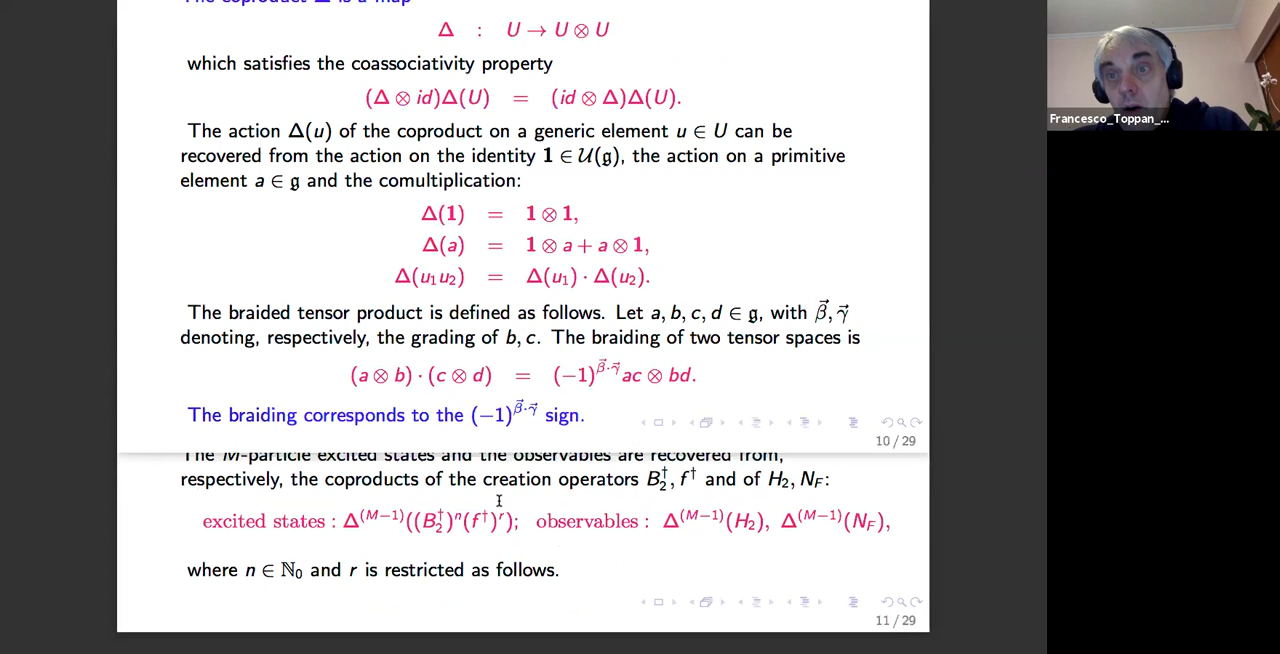 The coproduct Δ is a map
Δ : U → U ⊗ U
which satisfies the coassociativity property
(Δ ⊗ id)Δ(U) = (id ⊗ Δ)Δ(U).
The action Δ(u) of the coproduct on a generic element u ∈ U can be
recovered from the action on the identity 1 ∈ 𝒰(𝔤), the action on a primitive
element a ∈ 𝔤 and the comultiplication:
Δ(1) = 1 ⊗ 1,
Δ(a) = 1 ⊗ a + a ⊗ 1,
Δ(u₁u₂) = Δ(u₁) · Δ(u₂).
The braided tensor product is defined as follows. Let a, b, c, d ∈ 𝔤, with β⃗, γ⃗
denoting, respectively, the grading of b, c. The braiding of two tensor spaces is
(a ⊗ b) · (c ⊗ d) = (−1)^{β⃗·γ⃗} ac ⊗ bd.
The braiding corresponds to the (−1)^{β⃗·γ⃗} sign.
10 / 29
The M-particle excited states and the observables are recovered from,
respectively, the coproducts of the creation operators B₂†, f† and of H₂, N_F:
excited states : Δ^{(M−1)}((B₂†)ⁿ(f†)ʳ); observables : Δ^{(M−1)}(H₂), Δ^{(M−1)}(N_F),
where n ∈ ℕ₀ and r is restricted as follows.
11 / 29
Francesco_Toppan_...